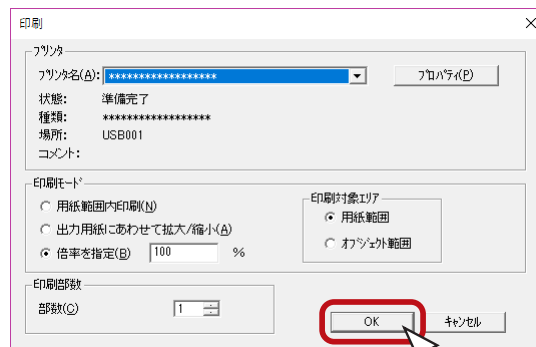 印刷
プリンタ
プリンタ名(A): ****************** プロパティ(P)
状態: 準備完了
種類: ******************
場所: USB001
コメント:
印刷モード
用紙範囲内印刷(N)
出力用紙にあわせて拡大/縮小(A)
倍率を指定(B) 100 %
印刷対象エリア
用紙範囲
オブジェクト範囲
印刷部数
部数(C) 1
OK キャンセル